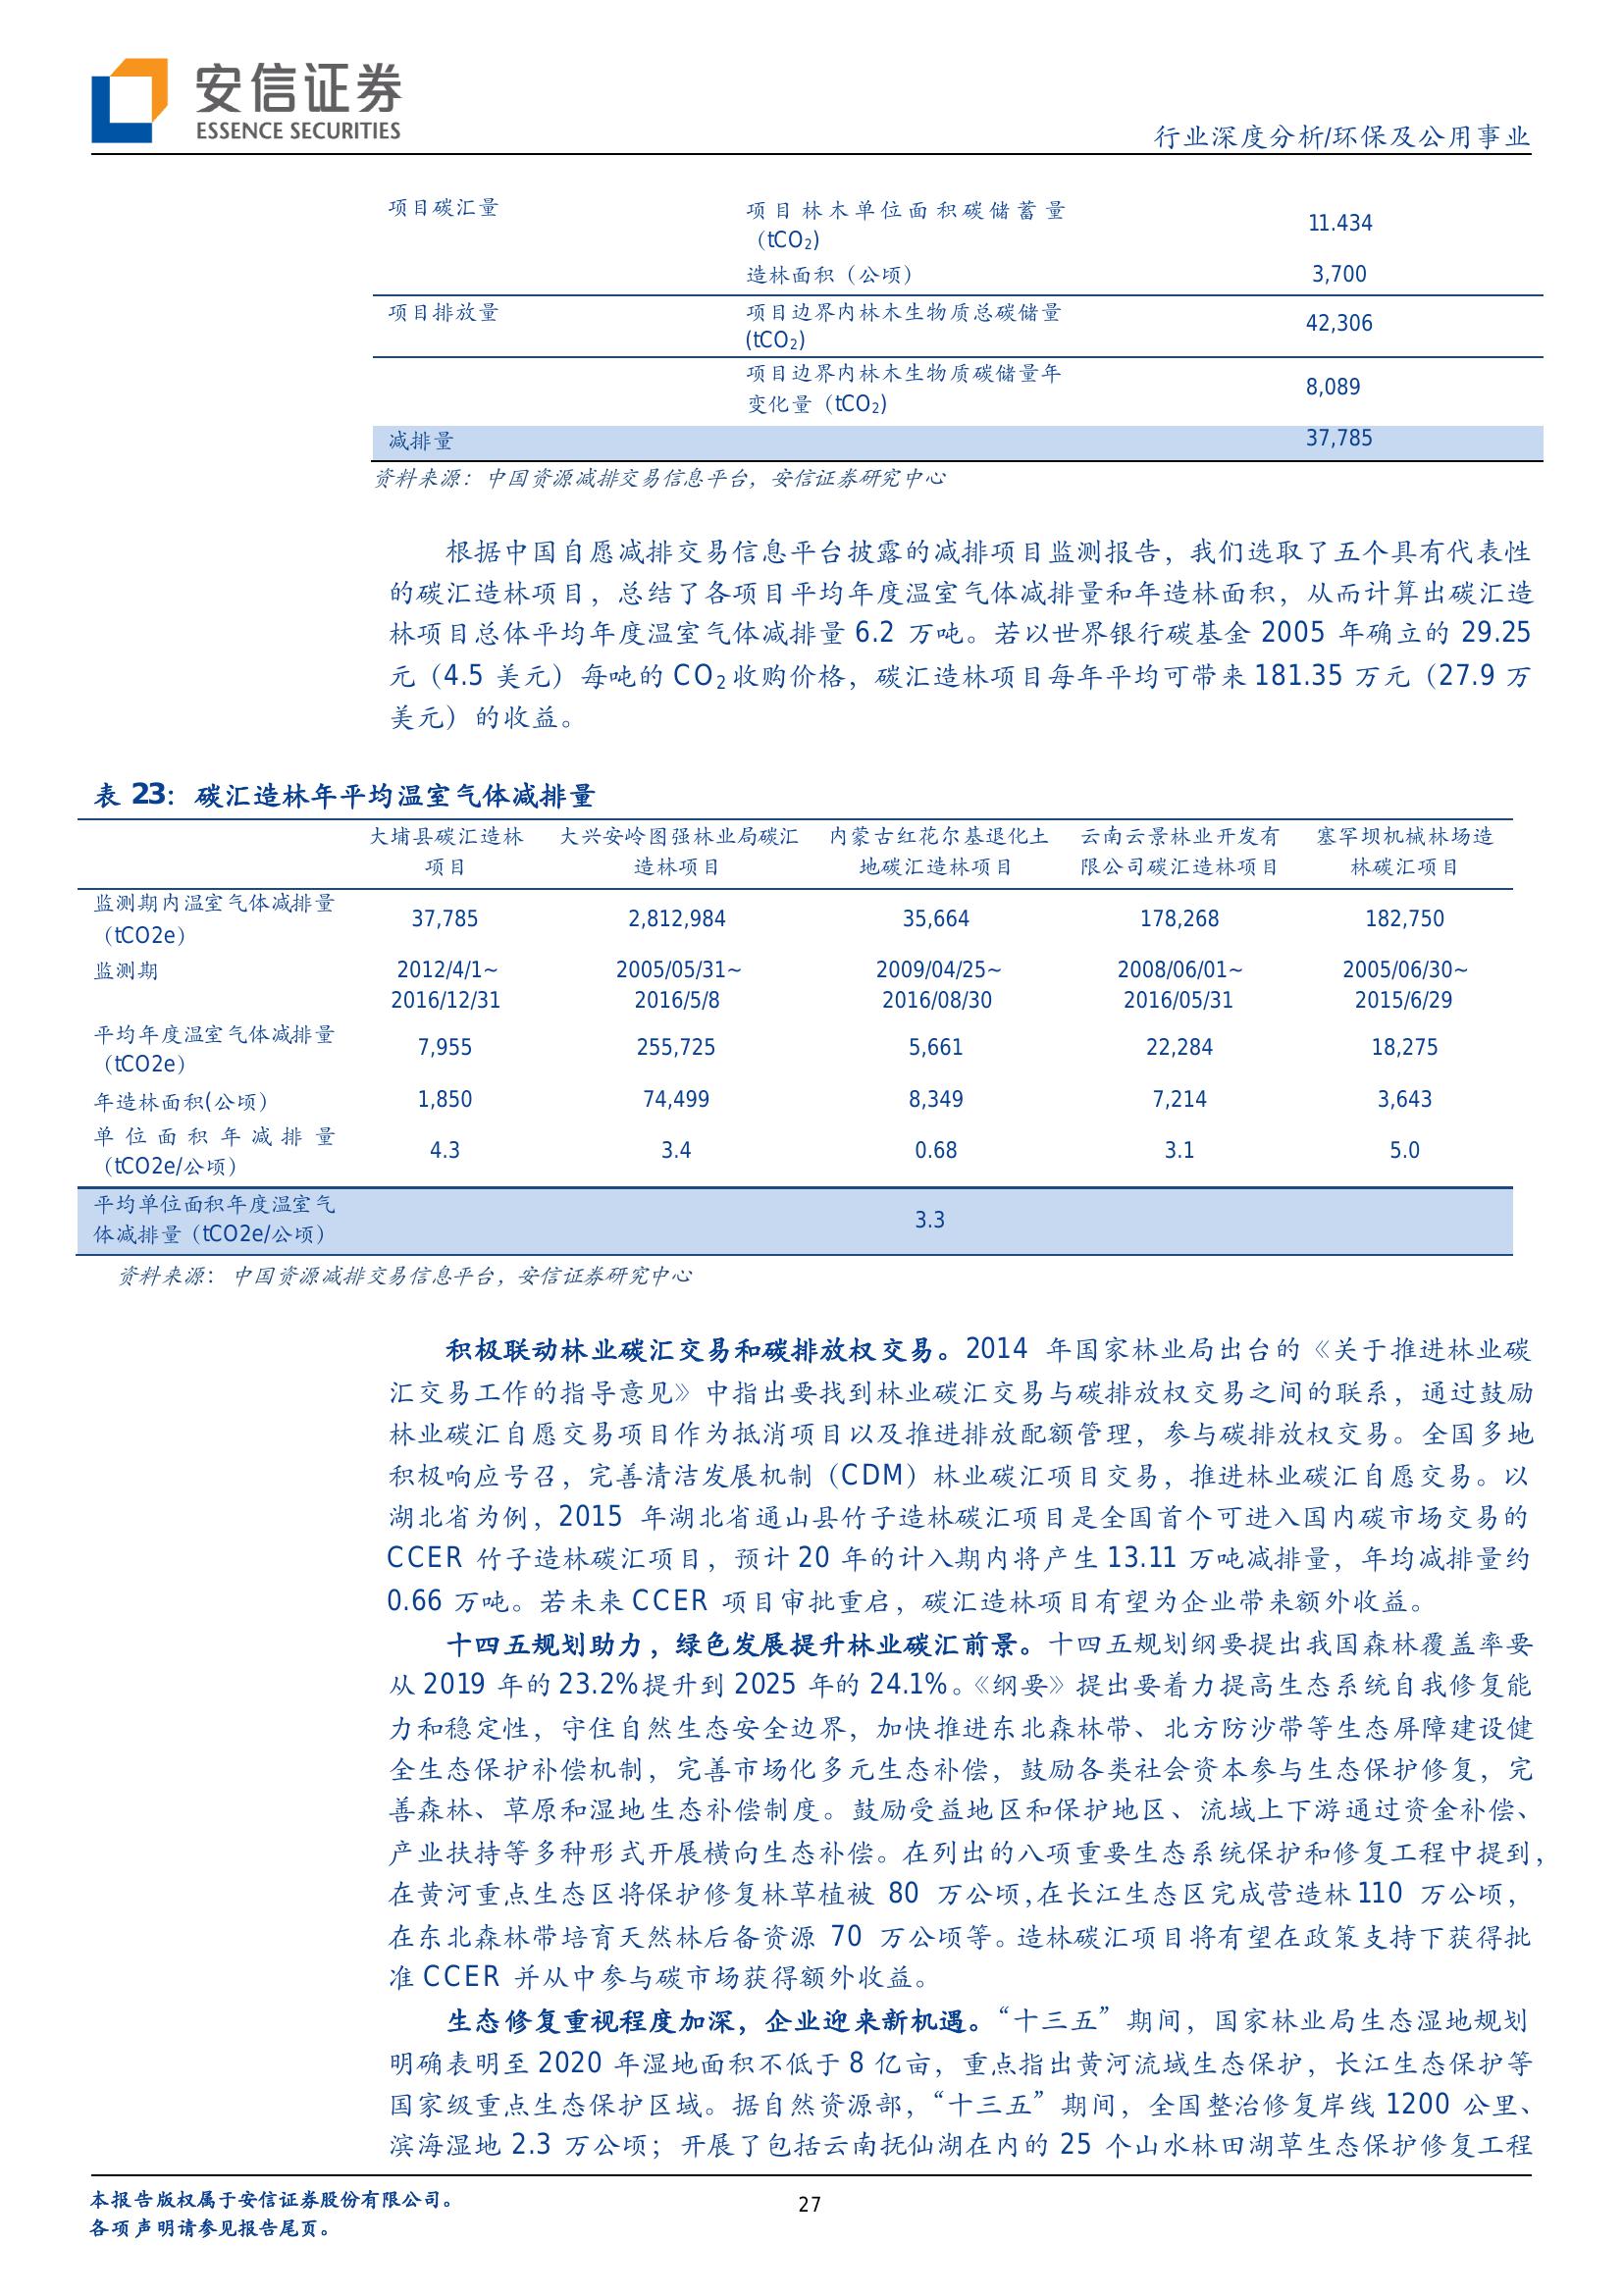 安信证券
ESSENCE SECURITIES
行业深度分析/环保及公用事业
项目碳汇量
项目林木单位面积碳储蓄量
（tCO₂)
11.434
造林面积（公顷）
3,700
项目排放量
项目边界内林木生物质总碳储量
(tCO₂)
42,306
项目边界内林木生物质碳储量年
变化量（tCO₂)
8,089
减排量
37,785
资料来源：中国资源减排交易信息平台，安信证券研究中心
根据中国自愿减排交易信息平台披露的减排项目监测报告，我们选取了五个具有代表性
的碳汇造林项目，总结了各项目平均年度温室气体减排量和年造林面积，从而计算出碳汇造
林项目总体平均年度温室气体减排量 6.2 万吨。若以世界银行碳基金 2005 年确立的 29.25
元（4.5 美元）每吨的 CO₂收购价格，碳汇造林项目每年平均可带来 181.35 万元（27.9 万
美元）的收益。
表 23：碳汇造林年平均温室气体减排量
大埔县碳汇造林
项目
大兴安岭图强林业局碳汇
造林项目
内蒙古红花尔基退化土
地碳汇造林项目
云南云景林业开发有
限公司碳汇造林项目
塞罕坝机械林场造
林碳汇项目
监测期内温室气体减排量
（tCO2e）
37,785
2,812,984
35,664
178,268
182,750
监测期
2012/4/1~
2016/12/31
2005/05/31~
2016/5/8
2009/04/25~
2016/08/30
2008/06/01~
2016/05/31
2005/06/30~
2015/6/29
平均年度温室气体减排量
（tCO2e）
7,955
255,725
5,661
22,284
18,275
年造林面积(公顷）
1,850
74,499
8,349
7,214
3,643
单位面积年减排量
（tCO2e/公顷）
4.3
3.4
0.68
3.1
5.0
平均单位面积年度温室气
体减排量（tCO2e/公顷）
3.3
资料来源： 中国资源减排交易信息平台，安信证券研究中心
积极联动林业碳汇交易和碳排放权交易。2014 年国家林业局出台的《关于推进林业碳
汇交易工作的指导意见》中指出要找到林业碳汇交易与碳排放权交易之间的联系，通过鼓励
林业碳汇自愿交易项目作为抵消项目以及推进排放配额管理，参与碳排放权交易。全国多地
积极响应号召，完善清洁发展机制（CDM）林业碳汇项目交易，推进林业碳汇自愿交易。以
湖北省为例，2015 年湖北省通山县竹子造林碳汇项目是全国首个可进入国内碳市场交易的
CCER 竹子造林碳汇项目，预计 20 年的计入期内将产生 13.11 万吨减排量，年均减排量约
0.66 万吨。若未来 CCER 项目审批重启，碳汇造林项目有望为企业带来额外收益。
十四五规划助力，绿色发展提升林业碳汇前景。十四五规划纲要提出我国森林覆盖率要
从 2019 年的 23.2%提升到 2025 年的 24.1%。《纲要》提出要着力提高生态系统自我修复能
力和稳定性，守住自然生态安全边界，加快推进东北森林带、北方防沙带等生态屏障建设健
全生态保护补偿机制，完善市场化多元生态补偿，鼓励各类社会资本参与生态保护修复，完
善森林、草原和湿地生态补偿制度。鼓励受益地区和保护地区、流域上下游通过资金补偿、
产业扶持等多种形式开展横向生态补偿。在列出的八项重要生态系统保护和修复工程中提到，
在黄河重点生态区将保护修复林草植被 80 万公顷,在长江生态区完成营造林 110 万公顷，
在东北森林带培育天然林后备资源 70 万公顷等。造林碳汇项目将有望在政策支持下获得批
准 CCER 并从中参与碳市场获得额外收益。
生态修复重视程度加深，企业迎来新机遇。“十三五”期间，国家林业局生态湿地规划
明确表明至 2020 年湿地面积不低于 8 亿亩，重点指出黄河流域生态保护，长江生态保护等
国家级重点生态保护区域。据自然资源部，“十三五”期间，全国整治修复岸线 1200 公里、
滨海湿地 2.3 万公顷；开展了包括云南抚仙湖在内的 25 个山水林田湖草生态保护修复工程
本报告版权属于安信证券股份有限公司。
各项声明请参见报告尾页。
27